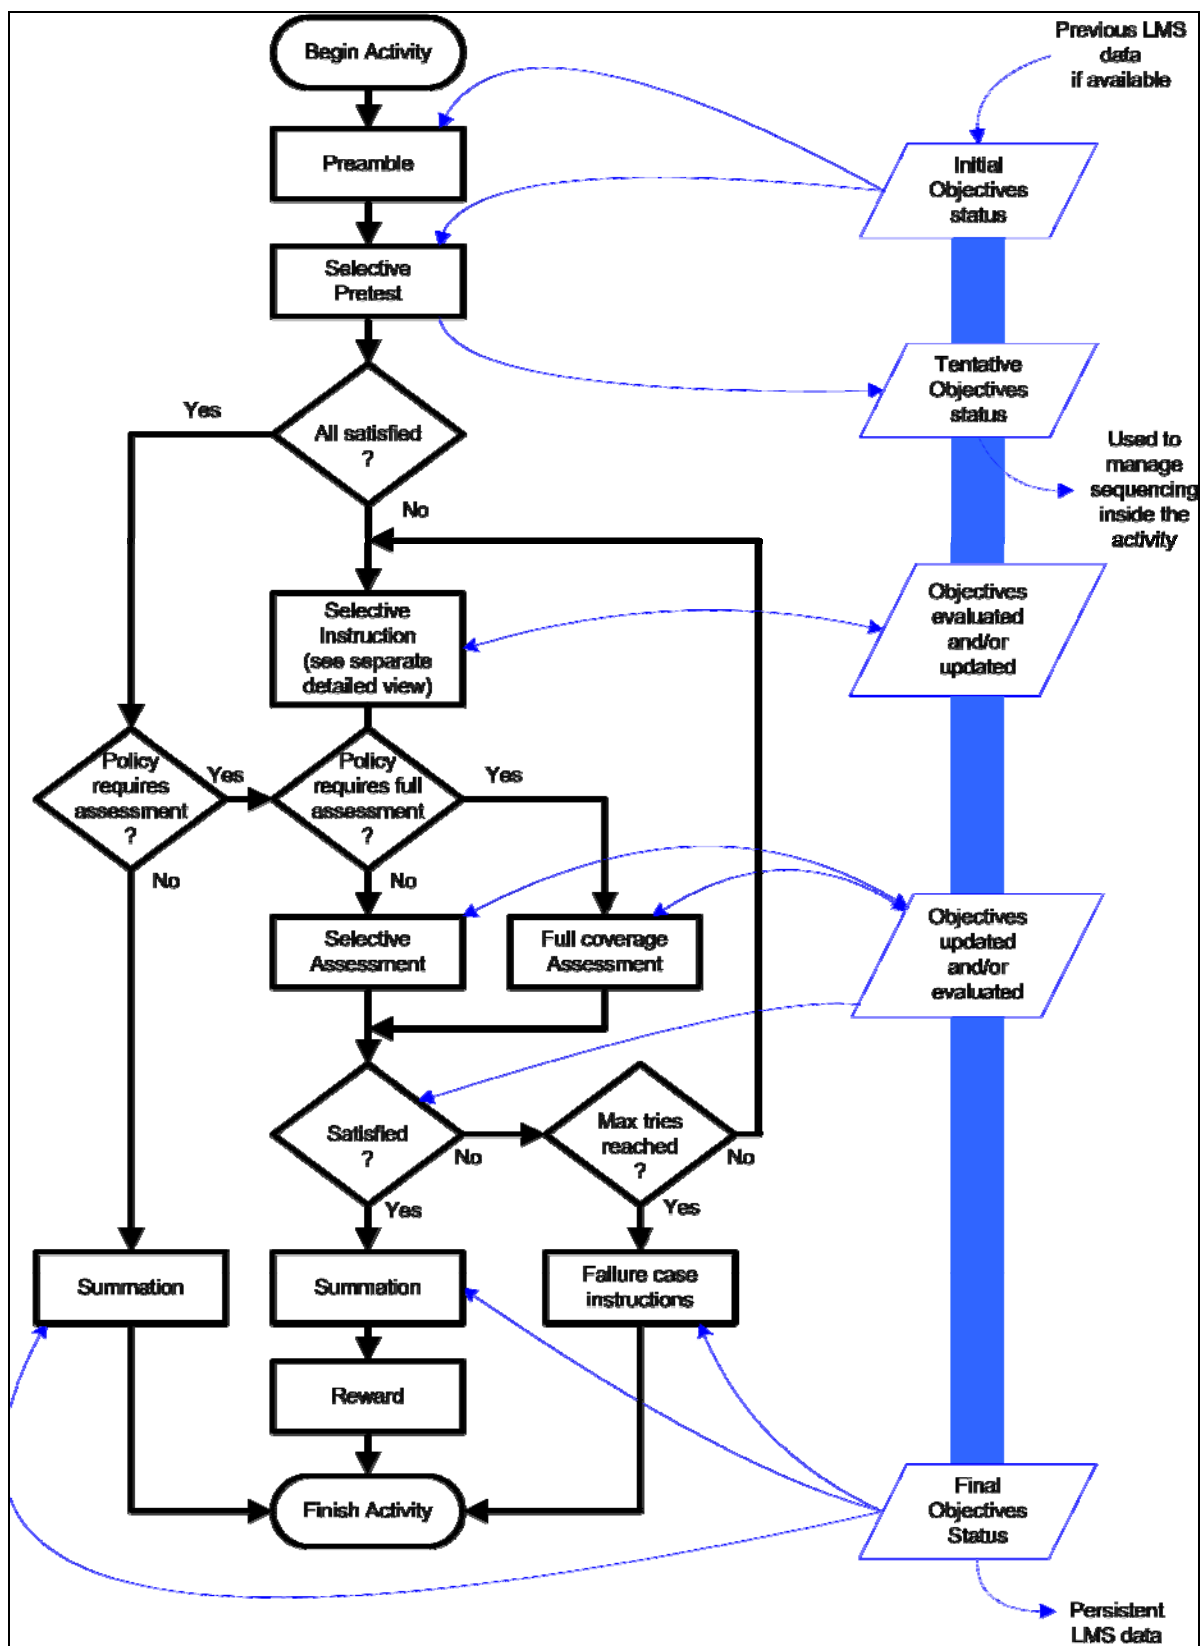 Begin Activity
Previous LMS
data
if available
Preamble
Initial
Objectives
status
Selective
Pretest
Tentative
Objectives
status
Yes
All satisfied
?
No
Used to
manage
sequencing
inside the
activity
Selective
Instruction
(see separate
detailed view)
Objectives
evaluated
and/or
updated
Policy
requires
assessment
?
Yes
No
Policy
requires full
assessment
?
Yes
No
Selective
Assessment
Full coverage
Assessment
Objectives
updated
and/or
evaluated
Satisfied
?
No
Yes
Max tries
reached
?
No
Yes
Summation
Summation
Failure case
instructions
Reward
Finish Activity
Final
Objectives
Status
Persistent
LMS data